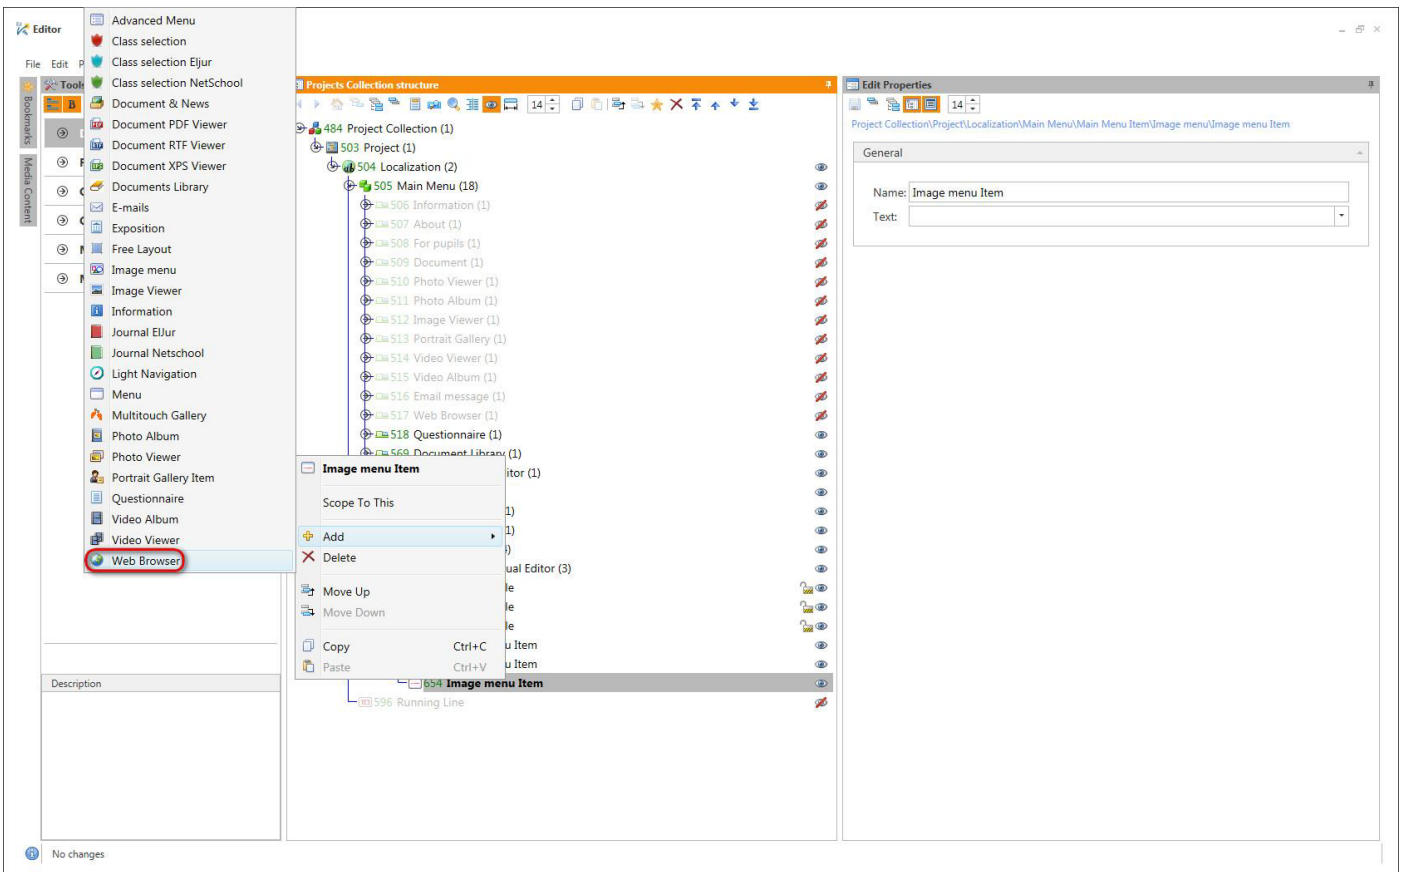 Editor
File Edit P
Tools
B
Bookmarks
Media Content
Advanced Menu
Class selection
Class selection Eljur
Class selection NetSchool
Document & News
Document PDF Viewer
Document RTF Viewer
Document XPS Viewer
Documents Library
E-mails
Exposition
Free Layout
Image menu
Image Viewer
Information
Journal ElJur
Journal Netschool
Light Navigation
Menu
Multitouch Gallery
Photo Album
Photo Viewer
Portrait Gallery Item
Questionnaire
Video Album
Video Viewer
Web Browser
Description
No changes
Projects Collection structure
14
484 Project Collection (1)
503 Project (1)
504 Localization (2)
505 Main Menu (18)
506 Information (1)
507 About (1)
508 For pupils (1)
509 Document (1)
510 Photo Viewer (1)
511 Photo Album (1)
512 Image Viewer (1)
513 Portrait Gallery (1)
514 Video Viewer (1)
515 Video Album (1)
516 Email message (1)
517 Web Browser (1)
518 Questionnaire (1)
569 Document Library (1)
itor (1)
1)
1)
)
ual Editor (3)
le
le
le
u Item
u Item
654 Image menu Item
596 Running Line
Image menu Item
Scope To This
Add
Delete
Move Up
Move Down
Copy Ctrl+C
Paste Ctrl+V
Edit Properties
14
Project Collection\Project\Localization\Main Menu\Main Menu Item\Image menu\Image menu Item
General
Name: Image menu Item
Text: